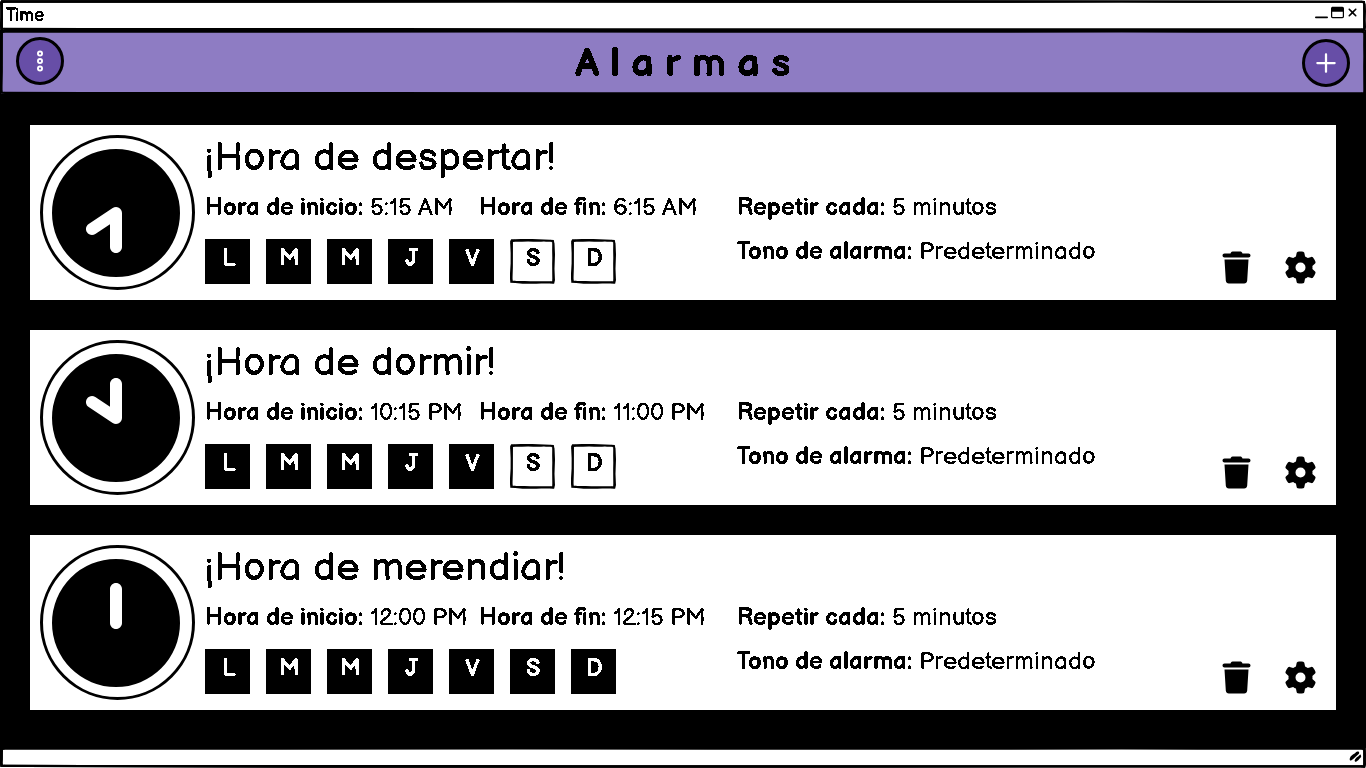 Time
Alarmas
¡Hora de despertar!
Hora de inicio: 5:15 AM Hora de fin: 6:15 AM Repetir cada: 5 minutos
L M M J V S D Tono de alarma: Predeterminado
¡Hora de dormir!
Hora de inicio: 10:15 PM Hora de fin: 11:00 PM Repetir cada: 5 minutos
L M M J V S D Tono de alarma: Predeterminado
¡Hora de merendiar!
Hora de inicio: 12:00 PM Hora de fin: 12:15 PM Repetir cada: 5 minutos
L M M J V S D Tono de alarma: Predeterminado